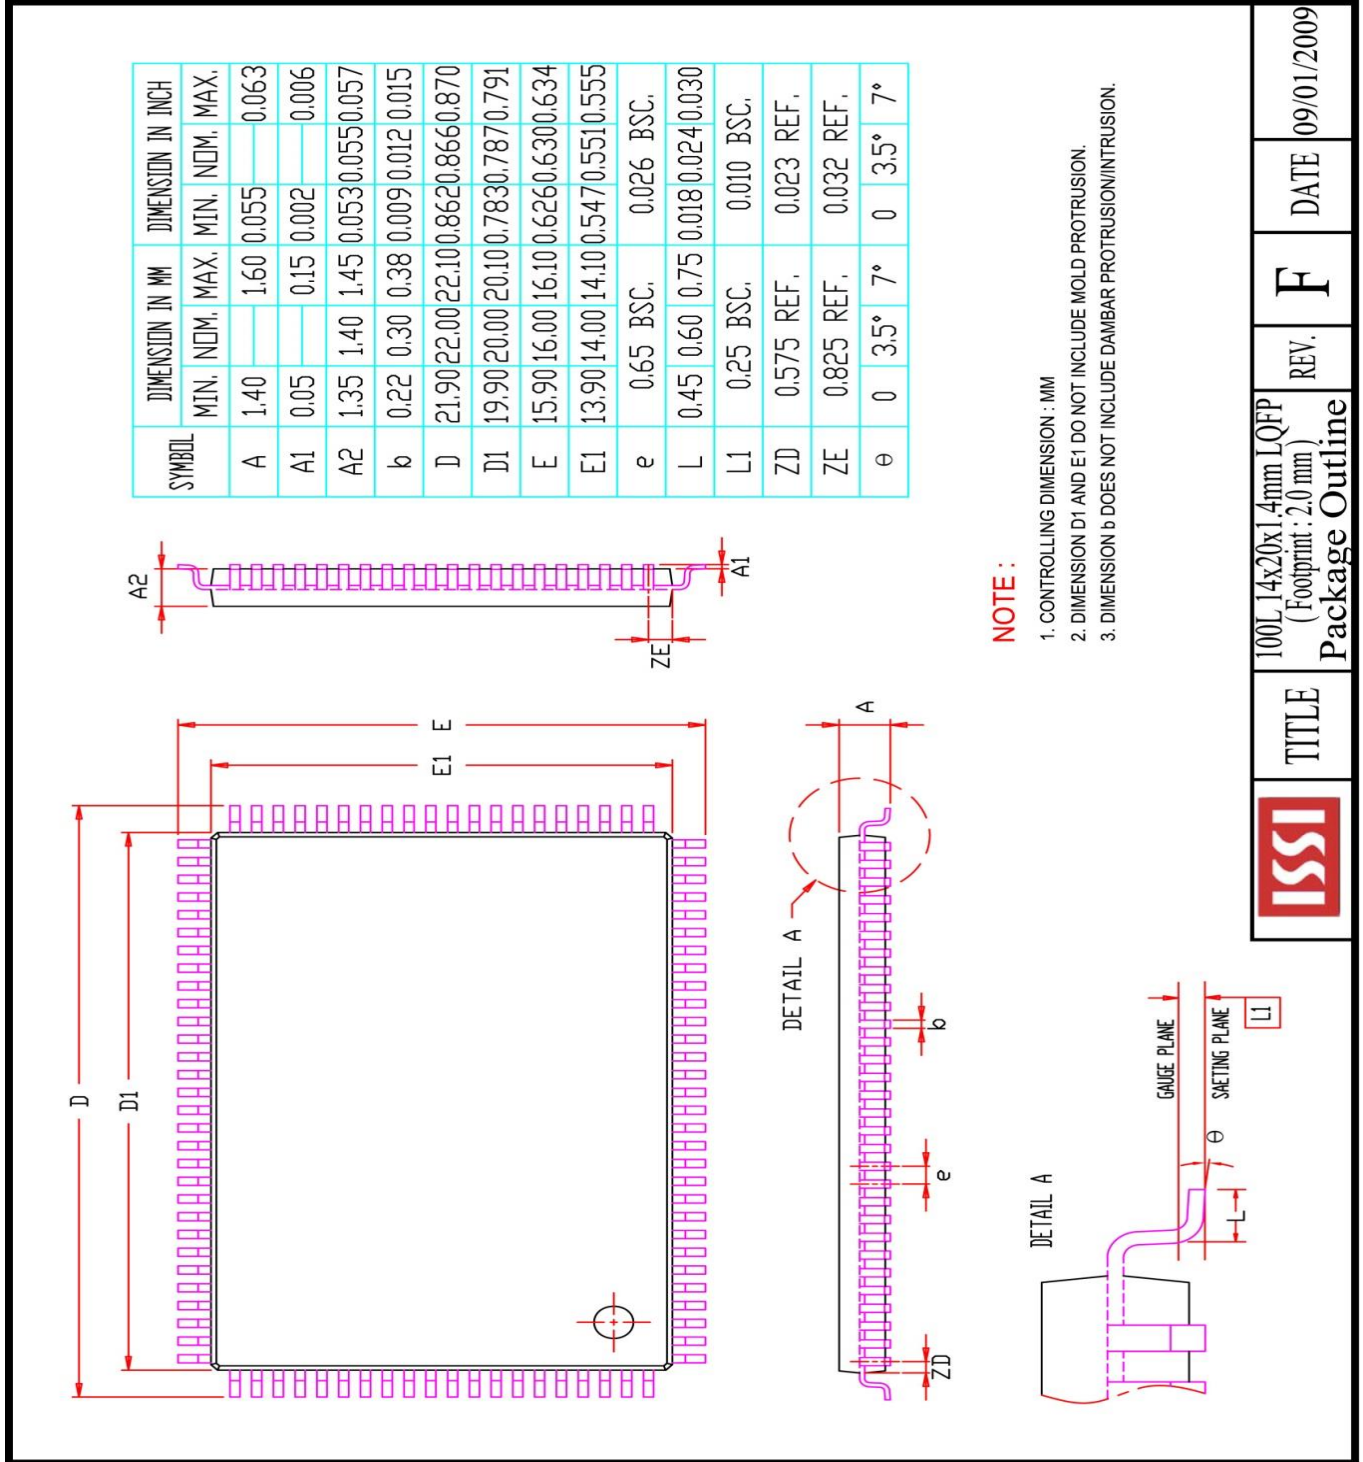 SYMBOL DIMENSION IN MM DIMENSION IN INCH
MIN. NOM. MAX. MIN. NOM. MAX.
A 1.40 1.60 0.055 0.063
A1 0.05 0.15 0.002 0.006
A2 1.35 1.40 1.45 0.053 0.055 0.057
b 0.22 0.30 0.38 0.009 0.012 0.015
D 21.90 22.00 22.10 0.862 0.866 0.870
D1 19.90 20.00 20.10 0.783 0.787 0.791
E 15.90 16.00 16.10 0.626 0.630 0.634
E1 13.90 14.00 14.10 0.547 0.551 0.555
e 0.65 BSC. 0.026 BSC.
L 0.45 0.60 0.75 0.018 0.024 0.030
L1 0.25 BSC. 0.010 BSC.
ZD 0.575 REF. 0.023 REF.
ZE 0.825 REF. 0.032 REF.
θ 0 3.5° 7° 0 3.5° 7°
D
D1
E
E1
A2
A1
ZE
A
DETAIL A
b
e
ZD
DETAIL A
GAUGE PLANE
SAETING PLANE
L1
θ
L
NOTE :
1. CONTROLLING DIMENSION : MM
2. DIMENSION D1 AND E1 DO NOT INCLUDE MOLD PROTRUSION.
3. DIMENSION b DOES NOT INCLUDE DAMBAR PROTRUSION/INTRUSION.
ISSI
TITLE
100L 14x20x1.4mm LQFP
( Footprint : 2.0 mm )
Package Outline
REV.
F
DATE
09/01/2009